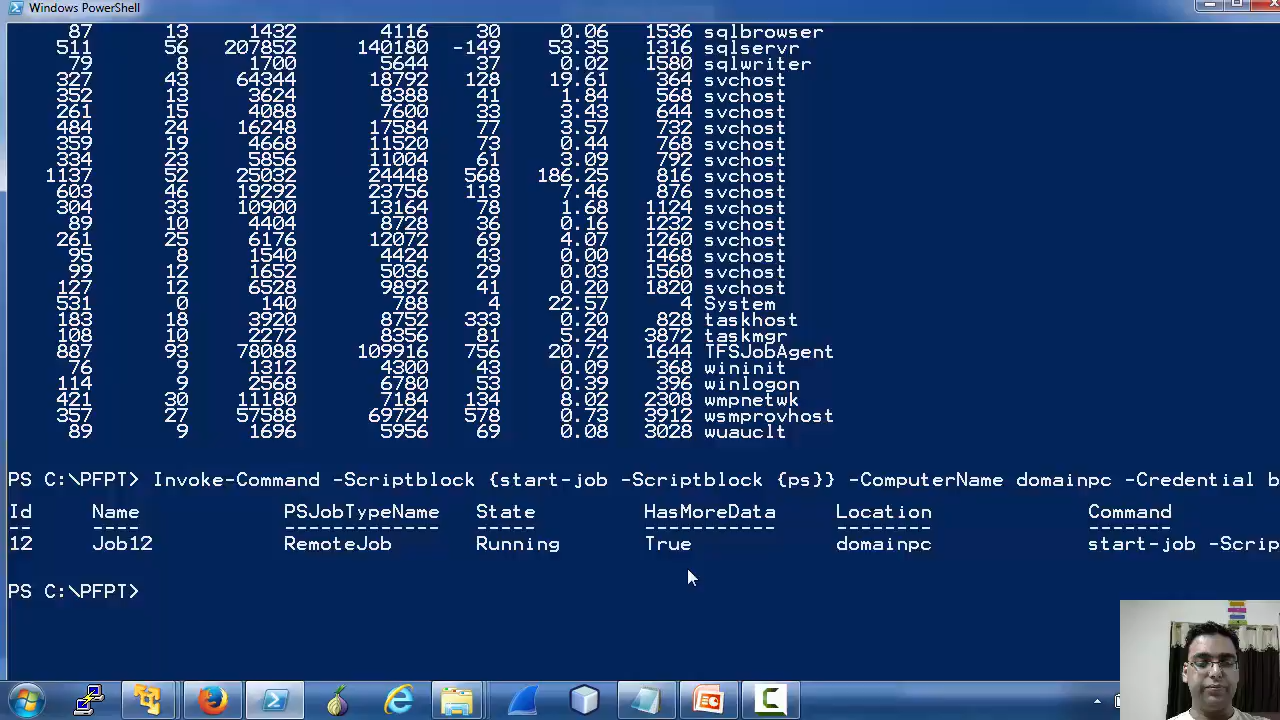 Windows PowerShell
87 13 1432 4116 30 0.06 1536 sqlbrowser
511 56 207852 140180 -149 53.35 1316 sqlservr
79 8 1700 5644 37 0.02 1580 sqlwriter
327 43 64344 18792 128 19.61 364 svchost
352 13 3624 8388 41 1.84 568 svchost
261 15 4088 7600 33 3.43 644 svchost
484 24 16248 17584 77 3.57 732 svchost
359 19 4668 11520 73 0.44 768 svchost
334 23 5856 11004 61 3.09 792 svchost
1137 52 25032 24448 568 186.25 816 svchost
603 46 19292 23756 113 7.46 876 svchost
304 33 10900 13164 78 1.68 1124 svchost
89 10 4404 8728 36 0.16 1232 svchost
261 25 6176 12072 69 4.07 1260 svchost
95 8 1540 4424 43 0.00 1468 svchost
99 12 1652 5036 29 0.03 1560 svchost
127 12 6528 9892 41 0.20 1820 svchost
531 0 140 788 4 22.57 4 System
183 18 3920 8752 333 0.20 828 taskhost
108 10 2272 8356 81 5.24 3872 taskmgr
887 93 78088 109916 756 20.72 1644 TFSJobAgent
76 9 1312 4300 43 0.09 368 wininit
114 9 2568 6780 53 0.39 396 winlogon
421 30 11180 7184 134 8.02 2308 wmpnetwk
357 27 57588 69724 578 0.73 3912 wsmprovhost
89 9 1696 5956 69 0.08 3028 wuauclt
PS C:\PFPT> Invoke-Command -Scriptblock {start-job -Scriptblock {ps}} -ComputerName domainpc -Credential b
Id Name PSJobTypeName State HasMoreData Location Command
-- ---- ------------- ----- ----------- -------- -------
12 Job12 RemoteJob Running True domainpc start-job -Scrip
PS C:\PFPT>